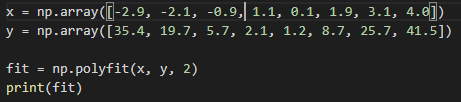 x = np.array([-2.9, -2.1, -0.9, 1.1, 0.1, 1.9, 3.1, 4.0])
y = np.array([35.4, 19.7, 5.7, 2.1, 1.2, 8.7, 25.7, 41.5])
fit = np.polyfit(x, y, 2)
print(fit)